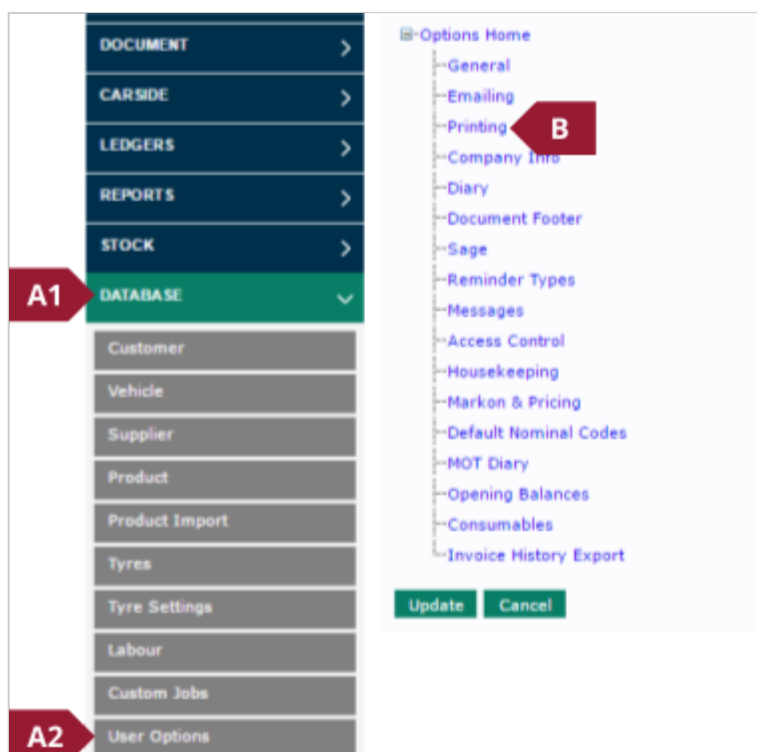 DOCUMENT
CARSIDE
LEDGERS
REPORTS
STOCK
A1
DATABASE
Customer
Vehicle
Supplier
Product
Product Import
Tyres
Tyre Settings
Labour
Custom Jobs
A2
User Options
Options Home
General
Emailing
Printing
B
Company Info
Diary
Document Footer
Sage
Reminder Types
Messages
Access Control
Housekeeping
Markon & Pricing
Default Nominal Codes
MOT Diary
Opening Balances
Consumables
Invoice History Export
Update Cancel